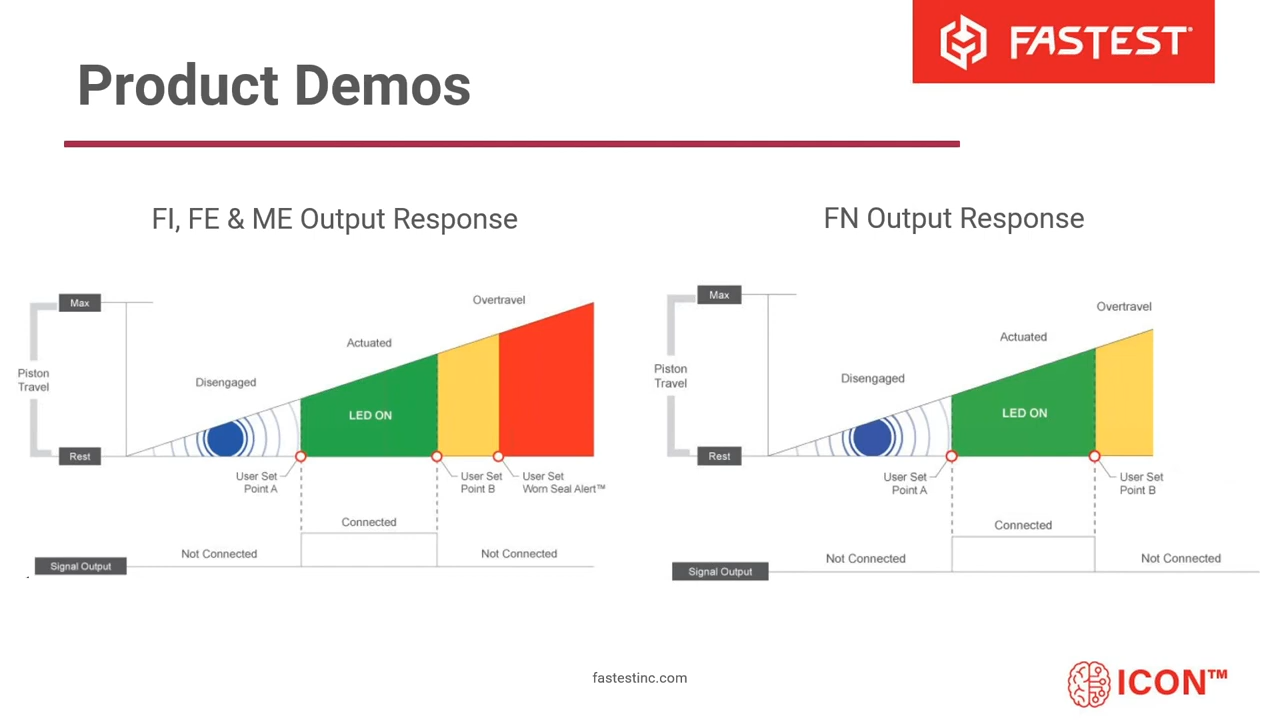 FASTEST
Product Demos
FI, FE & ME Output Response
Max
Overtravel
Actuated
Piston
Travel
Disengaged
LED ON
Rest
User Set
Point A
User Set
Point B
User Set
Worn Seal Alert™
Connected
Not Connected
Not Connected
Signal Output
FN Output Response
Max
Overtravel
Actuated
Piston
Travel
Disengaged
LED ON
Rest
User Set
Point A
User Set
Point B
Connected
Not Connected
Not Connected
Signal Output
fastestinc.com
ICON™